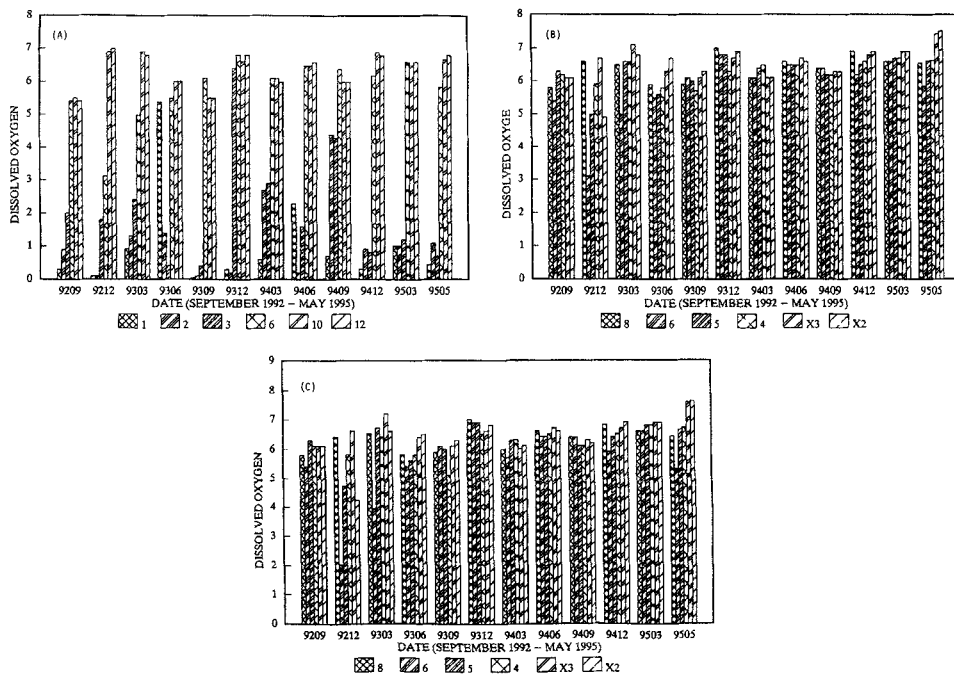 (A)
DISSOLVED OXYGEN
8
7
6
5
4
3
2
1
0
9209 9212 9303 9306 9309 9312 9403 9406 9409 9412 9503 9505
DATE (SEPTEMBER 1992 – MAY 1995)
1 2 3 6 10 12
(B)
DISSOLVED OXYGE
8
7
6
5
4
3
2
1
0
9209 9212 9303 9306 9309 9312 9403 9406 9409 9412 9503 9505
DATE (SEPTEMBER 1992 – MAY 1995)
8 6 5 4 X3 X2
(C)
DISSOLVED OXYGEN
9
8
7
6
5
4
3
2
1
0
9209 9212 9303 9306 9309 9312 9403 9406 9409 9412 9503 9505
DATE (SEPTEMBER 1992 – MAY 1995)
8 6 5 4 X3 X2